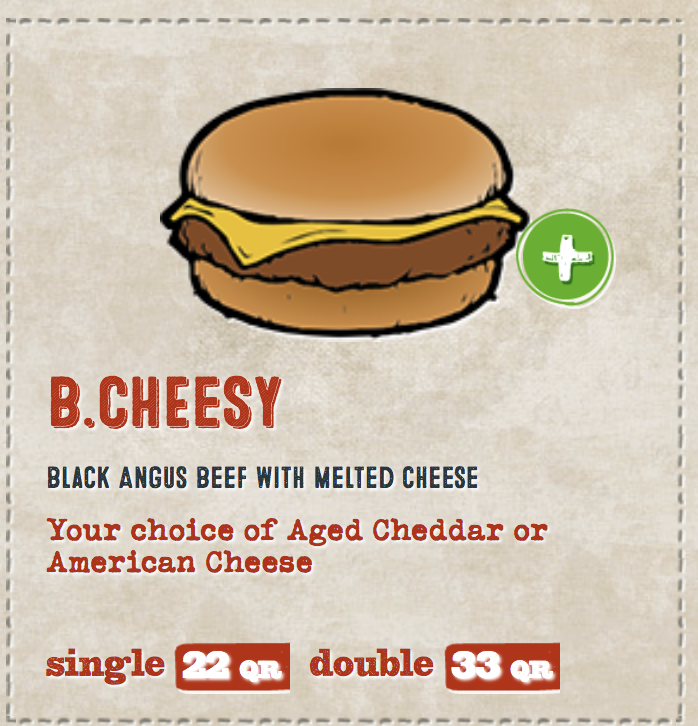 B.CHEESY
BLACK ANGUS BEEF WITH MELTED CHEESE
Your choice of Aged Cheddar or
American Cheese
single 22 QR double 33 QR